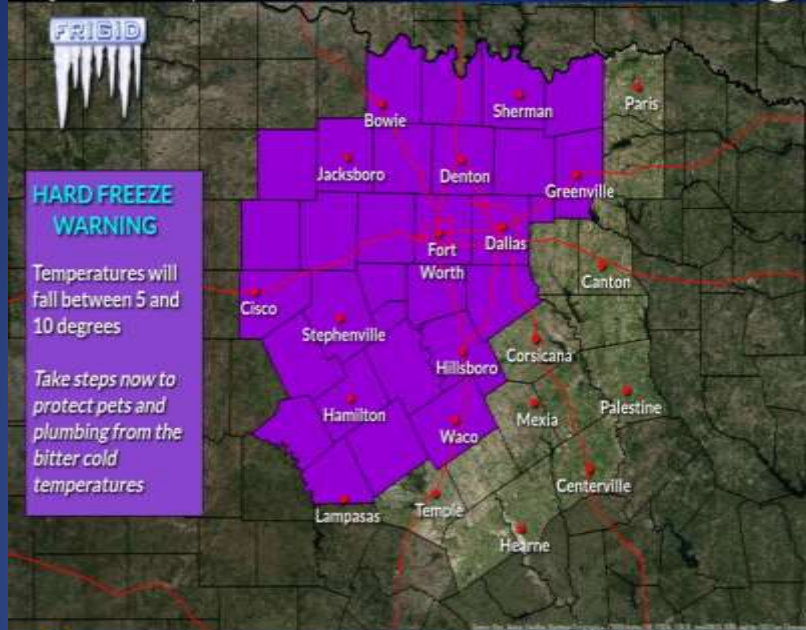 FRIGID
HARD FREEZE
WARNING
Temperatures will
fall between 5 and
10 degrees
Take steps now to
protect pets and
plumbing from the
bitter cold
temperatures
Bowie
Sherman
Paris
Jacksboro
Denton
Greenville
Fort
Worth
Dallas
Canton
Cisco
Stephenville
Hillsboro
Corsicana
Hamilton
Waco
Mexia
Palestine
Lampasas
Temple
Centerville
Hearne